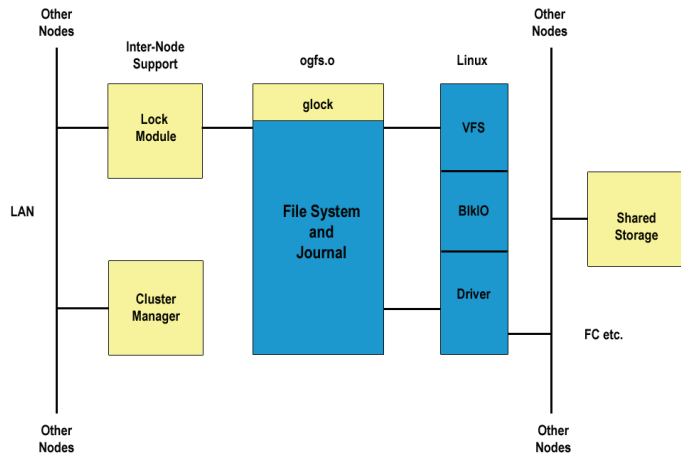 Other
Nodes
Other
Nodes
Inter-Node
Support
ogfs.o
Linux
glock
Lock
Module
VFS
LAN
File System
and
Journal
BlkIO
Shared
Storage
Cluster
Manager
Driver
FC etc.
Other
Nodes
Other
Nodes